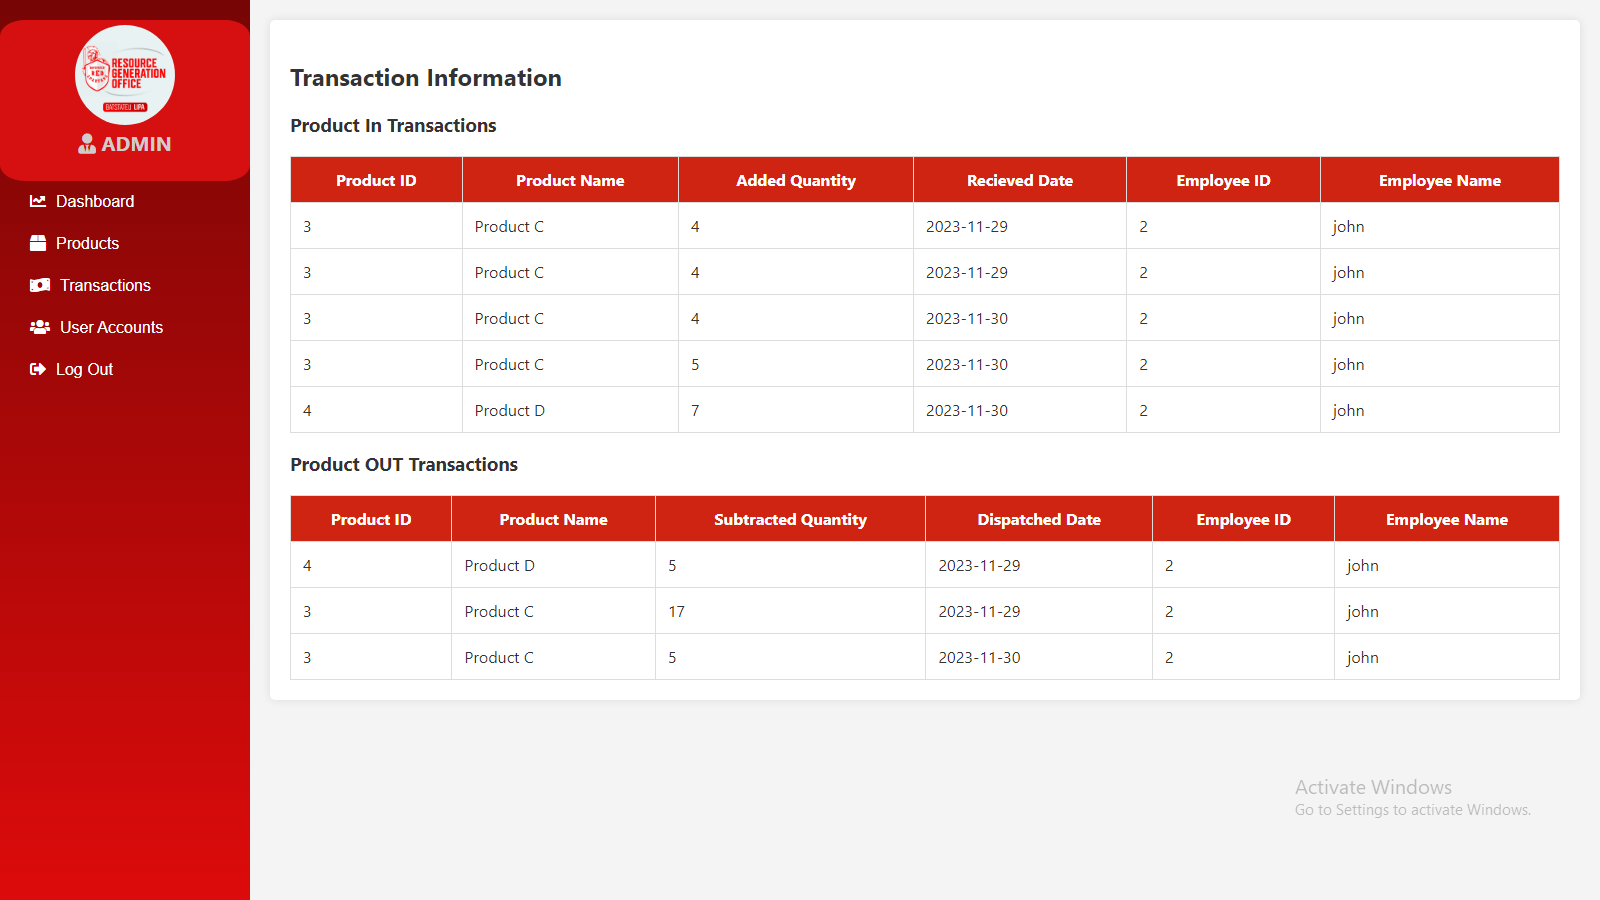 RESOURCE
GENERATION
OFFICE
BATSTATEU LIPA
ADMIN
Dashboard
Products
Transactions
User Accounts
Log Out
Transaction Information
Product In Transactions
Product ID Product Name Added Quantity Recieved Date Employee ID Employee Name
3 Product C 4 2023-11-29 2 john
3 Product C 4 2023-11-29 2 john
3 Product C 4 2023-11-30 2 john
3 Product C 5 2023-11-30 2 john
4 Product D 7 2023-11-30 2 john
Product OUT Transactions
Product ID Product Name Subtracted Quantity Dispatched Date Employee ID Employee Name
4 Product D 5 2023-11-29 2 john
3 Product C 17 2023-11-29 2 john
3 Product C 5 2023-11-30 2 john
Activate Windows
Go to Settings to activate Windows.